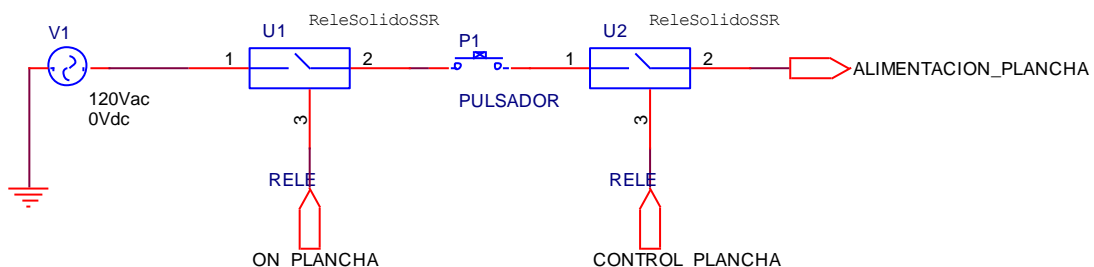 V1
120Vac
0Vdc
U1
ReleSolidoSSR
1
2
3
RELE
ON PLANCHA
P1
PULSADOR
U2
ReleSolidoSSR
1
2
3
RELE
CONTROL PLANCHA
ALIMENTACION_PLANCHA